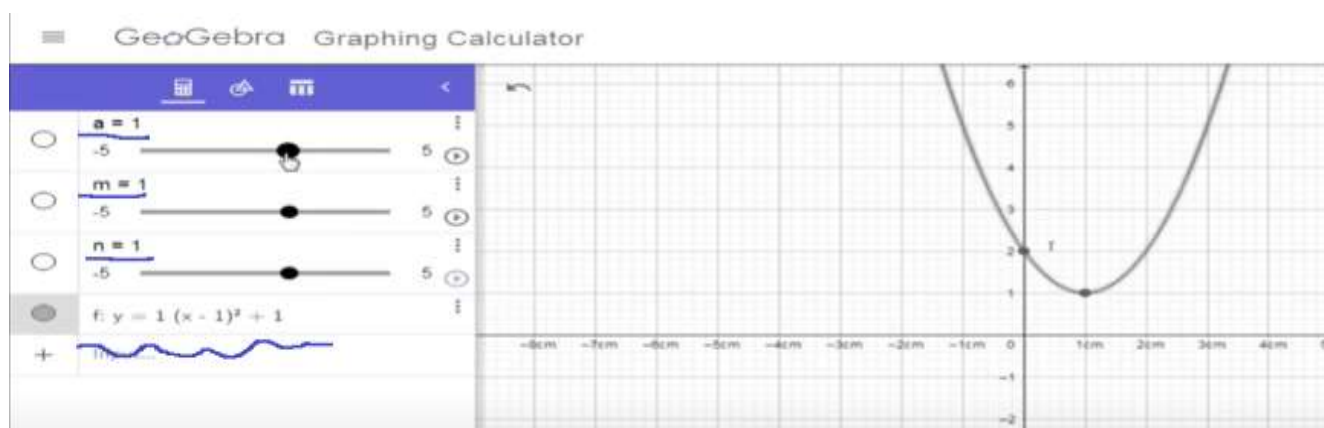 GeoGebra Graphing Calculator
a = 1
-5 5
m = 1
-5 5
n = 1
-5 5
f: y = 1 (x - 1)² + 1
f
6
5
4
3
2
1
-8cm -7cm -6cm -5cm -4cm -3cm -2cm -1cm 0 1cm 2cm 3cm 4cm
-1
-2